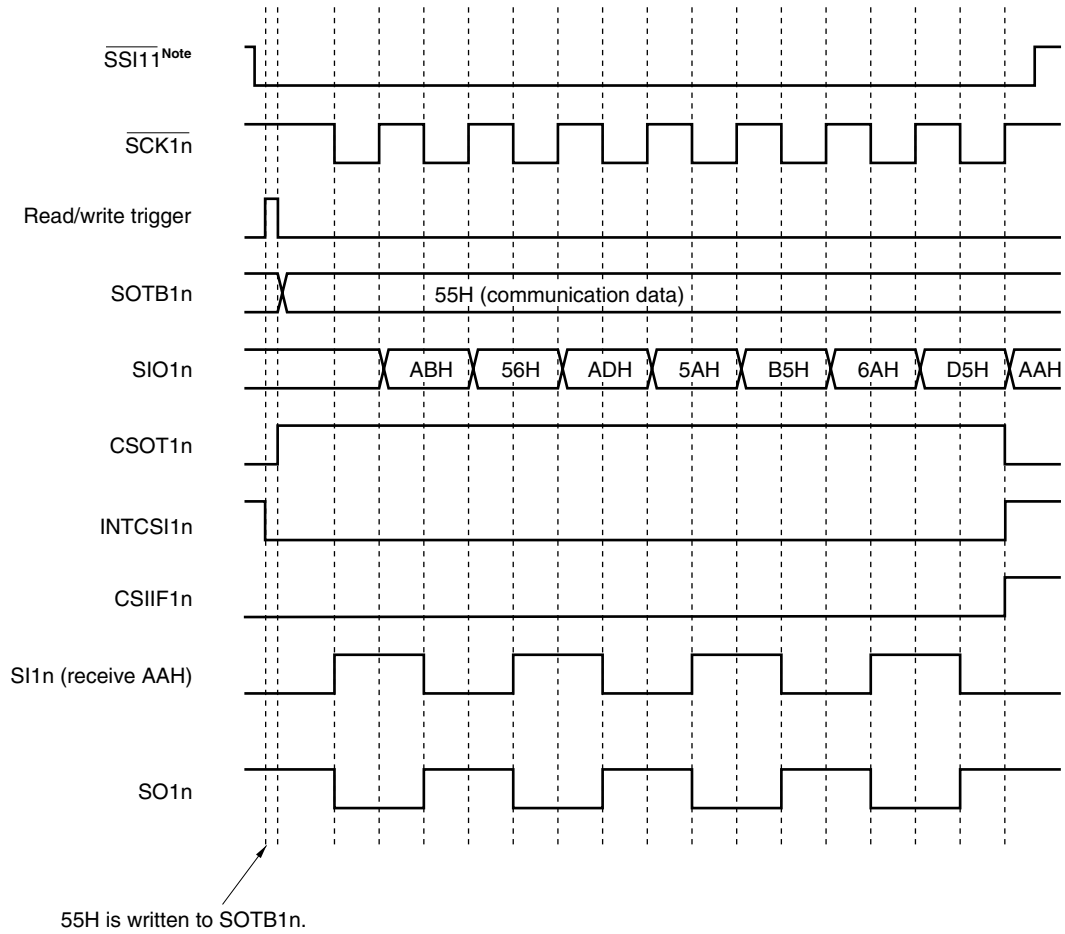 SSI11Note
SCK1n
Read/write trigger
SOTB1n
55H (communication data)
SIO1n
ABH 56H ADH 5AH B5H 6AH D5H AAH
CSOT1n
INTCSI1n
CSIIF1n
SI1n (receive AAH)
SO1n
55H is written to SOTB1n.